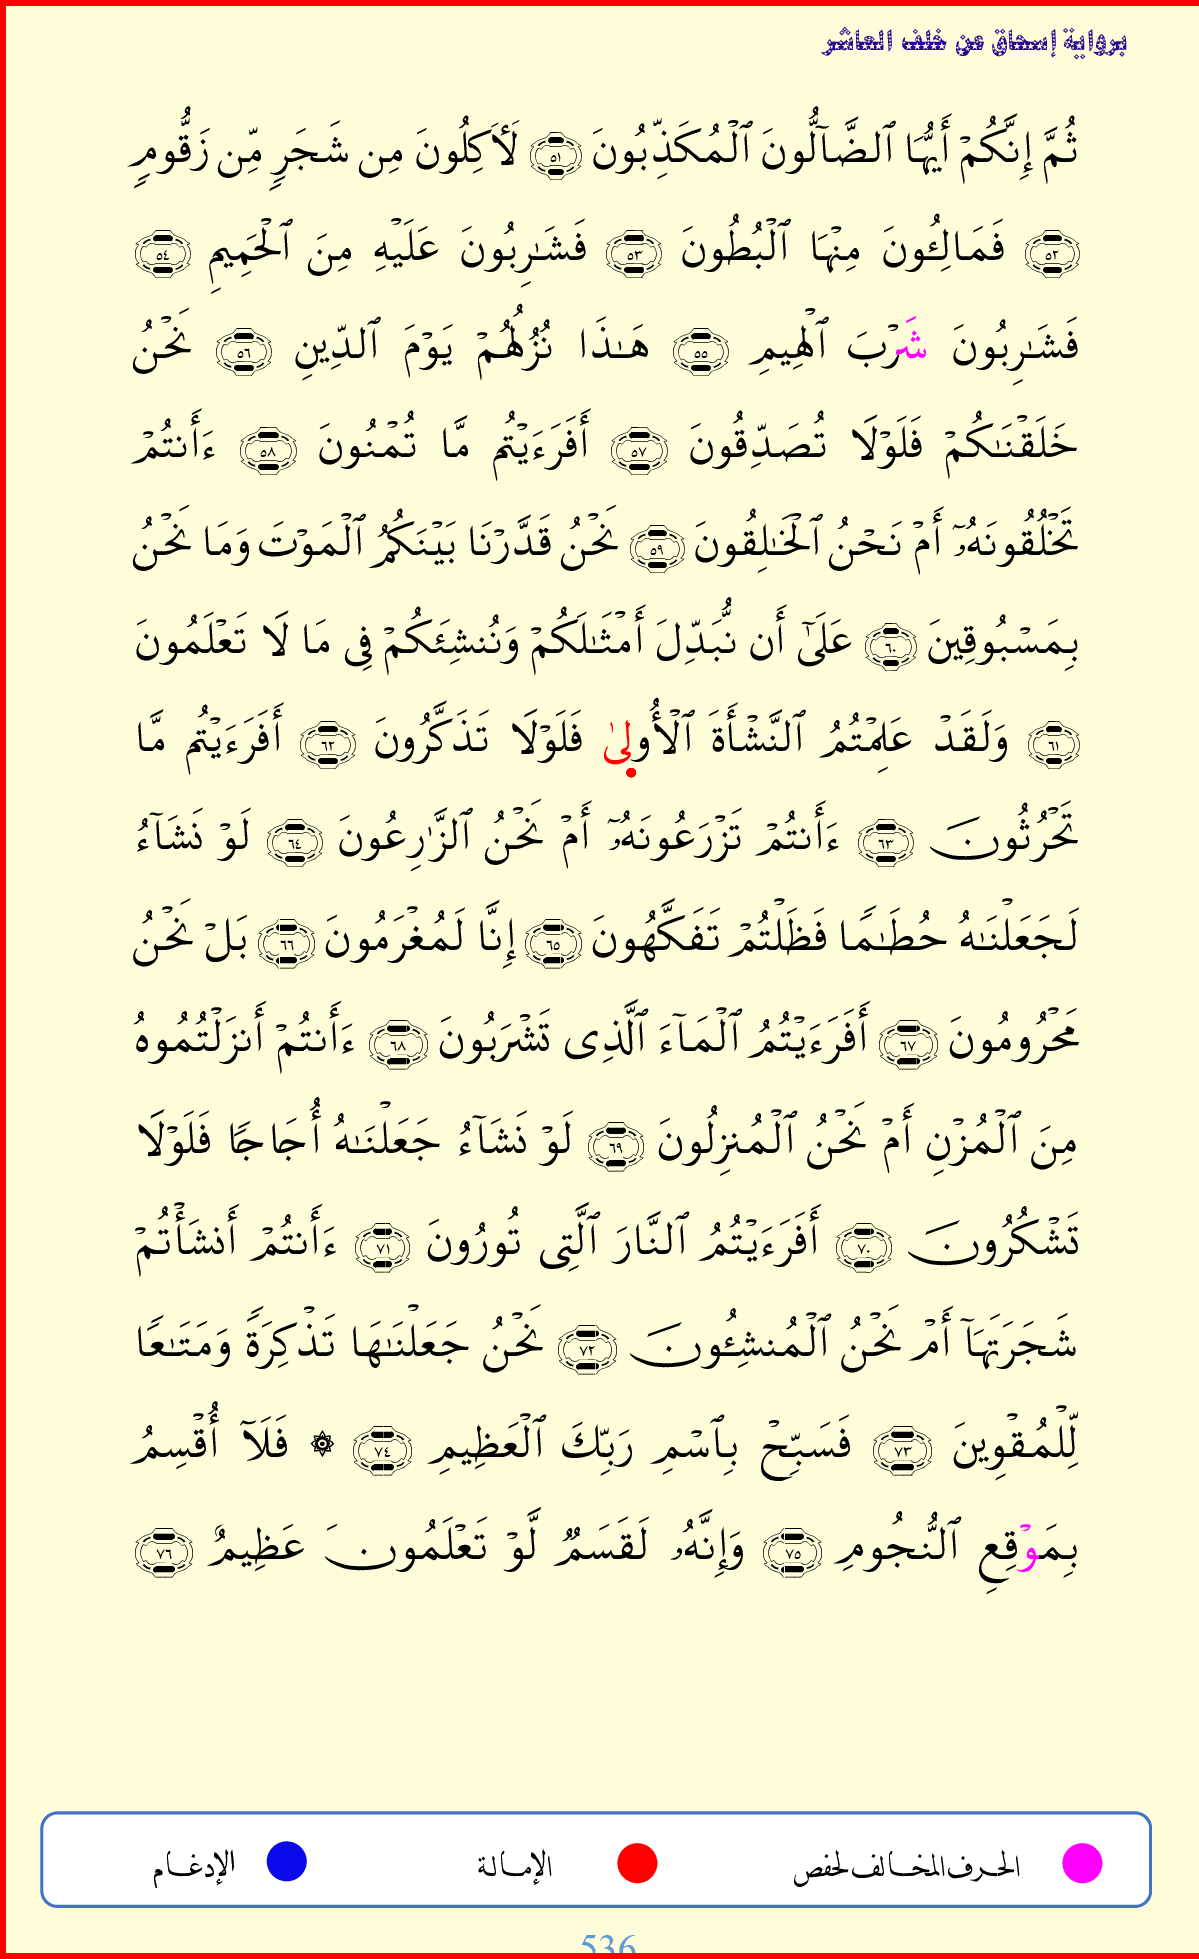 برواية إسحاق عن خلف العاشر
ثُمَّ إِنَّكُمۡ أَيُّهَا ٱلضَّآلُّونَ ٱلۡمُكَذِّبُونَ ٥١ لَأٓكِلُونَ مِن شَجَرٖ مِّن زَقُّومٖ
٥٢ فَمَالِـُٔونَ مِنۡهَا ٱلۡبُطُونَ ٥٣ فَشَٰرِبُونَ عَلَيۡهِ مِنَ ٱلۡحَمِيمِ ٥٤
فَشَٰرِبُونَ شَرۡبَ ٱلۡهِيمِ ٥٥ هَٰذَا نُزُلُهُمۡ يَوۡمَ ٱلدِّينِ ٥٦ نَحۡنُ
خَلَقۡنَٰكُمۡ فَلَوۡلَا تُصَدِّقُونَ ٥٧ أَفَرَءَيۡتُم مَّا تُمۡنُونَ ٥٨ ءَأَنتُمۡ
تَخۡلُقُونَهُۥٓ أَمۡ نَحۡنُ ٱلۡخَٰلِقُونَ ٥٩ نَحۡنُ قَدَّرۡنَا بَيۡنَكُمُ ٱلۡمَوۡتَ وَمَا نَحۡنُ
بِمَسۡبُوقِينَ ٦٠ عَلَىٰٓ أَن نُّبَدِّلَ أَمۡثَٰلَكُمۡ وَنُنشِئَكُمۡ فِي مَا لَا تَعۡلَمُونَ
٦١ وَلَقَدۡ عَلِمۡتُمُ ٱلنَّشۡأَةَ ٱلۡأُولىٰ فَلَوۡلَا تَذَكَّرُونَ ٦٢ أَفَرَءَيۡتُم مَّا
تَحۡرُثُونَ ٦٣ ءَأَنتُمۡ تَزۡرَعُونَهُۥٓ أَمۡ نَحۡنُ ٱلزَّٰرِعُونَ ٦٤ لَوۡ نَشَآءُ
لَجَعَلۡنَٰهُ حُطَٰمٗا فَظَلۡتُمۡ تَفَكَّهُونَ ٦٥ إِنَّا لَمُغۡرَمُونَ ٦٦ بَلۡ نَحۡنُ
مَحۡرُومُونَ ٦٧ أَفَرَءَيۡتُمُ ٱلۡمَآءَ ٱلَّذِي تَشۡرَبُونَ ٦٨ ءَأَنتُمۡ أَنزَلۡتُمُوهُ
مِنَ ٱلۡمُزۡنِ أَمۡ نَحۡنُ ٱلۡمُنزِلُونَ ٦٩ لَوۡ نَشَآءُ جَعَلۡنَٰهُ أُجَاجٗا فَلَوۡلَا
تَشۡكُرُونَ ٧٠ أَفَرَءَيۡتُمُ ٱلنَّارَ ٱلَّتِي تُورُونَ ٧١ ءَأَنتُمۡ أَنشَأۡتُمۡ
شَجَرَتَهَآ أَمۡ نَحۡنُ ٱلۡمُنشِـُٔونَ ٧٢ نَحۡنُ جَعَلۡنَٰهَا تَذۡكِرَةٗ وَمَتَٰعٗا
لِّلۡمُقۡوِينَ ٧٣ فَسَبِّحۡ بِٱسۡمِ رَبِّكَ ٱلۡعَظِيمِ ٧٤ ۞ فَلَآ أُقۡسِمُ
بِمَوۡقِعِ ٱلنُّجُومِ ٧٥ وَإِنَّهُۥ لَقَسَمٞ لَّوۡ تَعۡلَمُونَ عَظِيمٌ ٧٦
الحرف المخالف لحفص الإمالة الإدغام
536